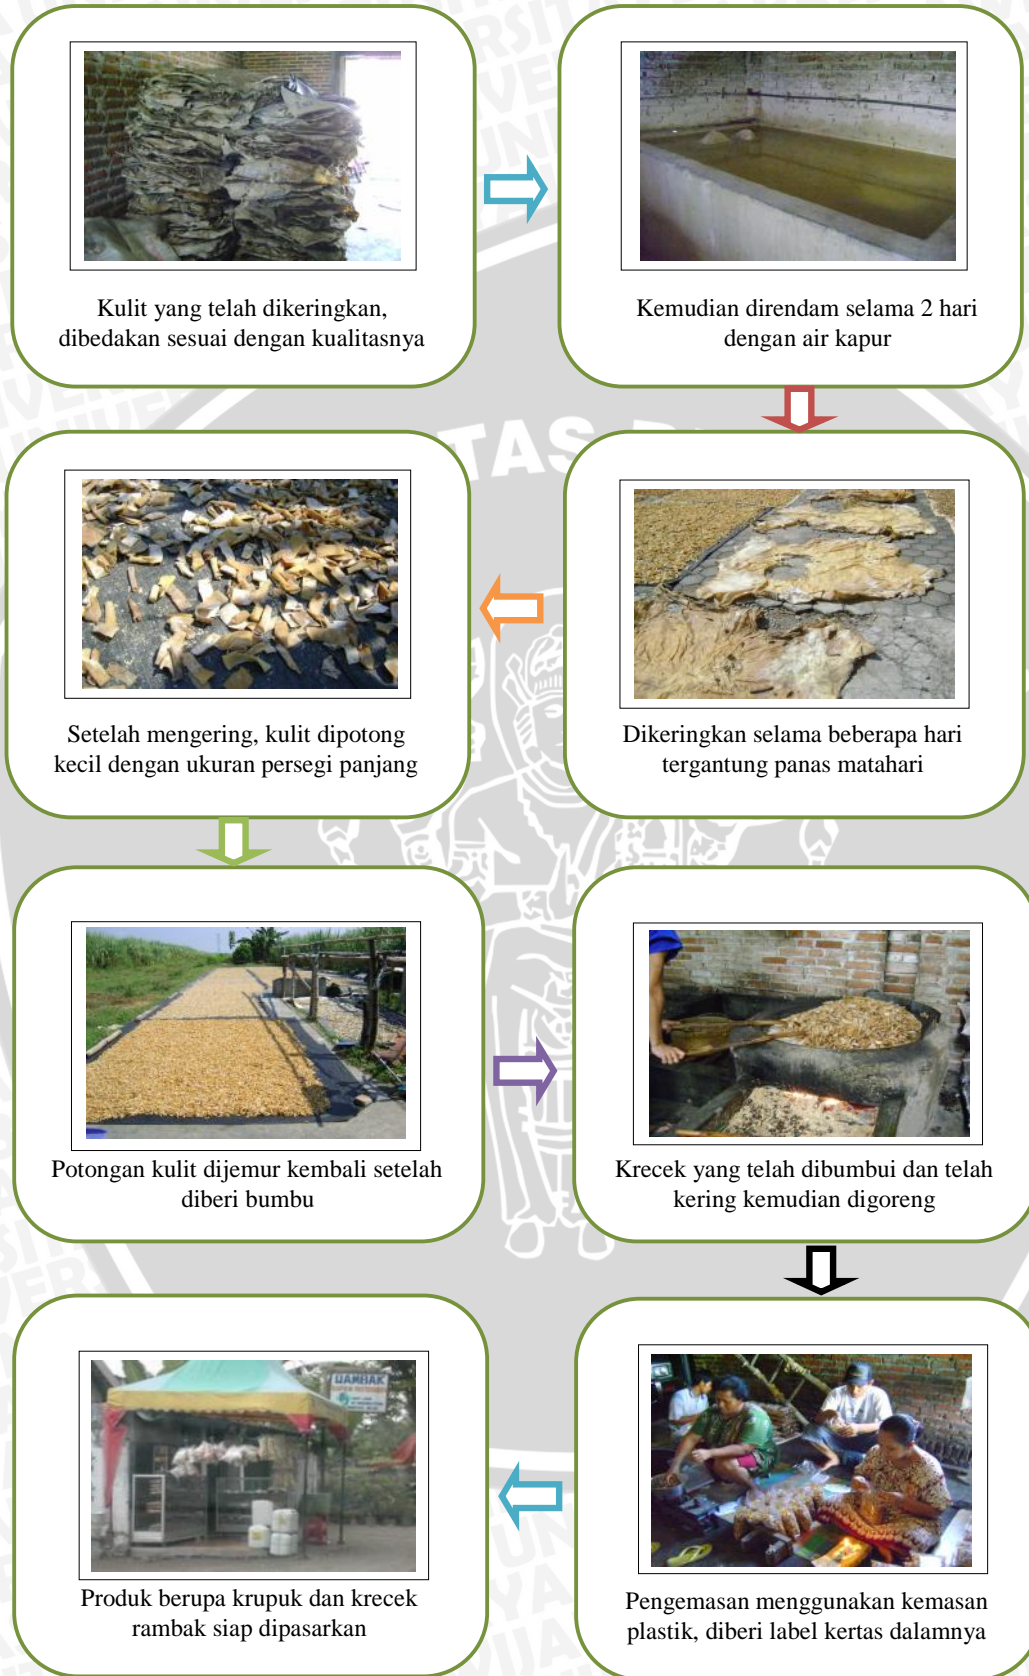 Kulit yang telah dikeringkan,
dibedakan sesuai dengan kualitasnya
Kemudian direndam selama 2 hari
dengan air kapur
Dikeringkan selama beberapa hari
tergantung panas matahari
Setelah mengering, kulit dipotong
kecil dengan ukuran persegi panjang
Potongan kulit dijemur kembali setelah
diberi bumbu
Krecek yang telah dibumbui dan telah
kering kemudian digoreng
Pengemasan menggunakan kemasan
plastik, diberi label kertas dalamnya
Produk berupa krupuk dan krecek
rambak siap dipasarkan